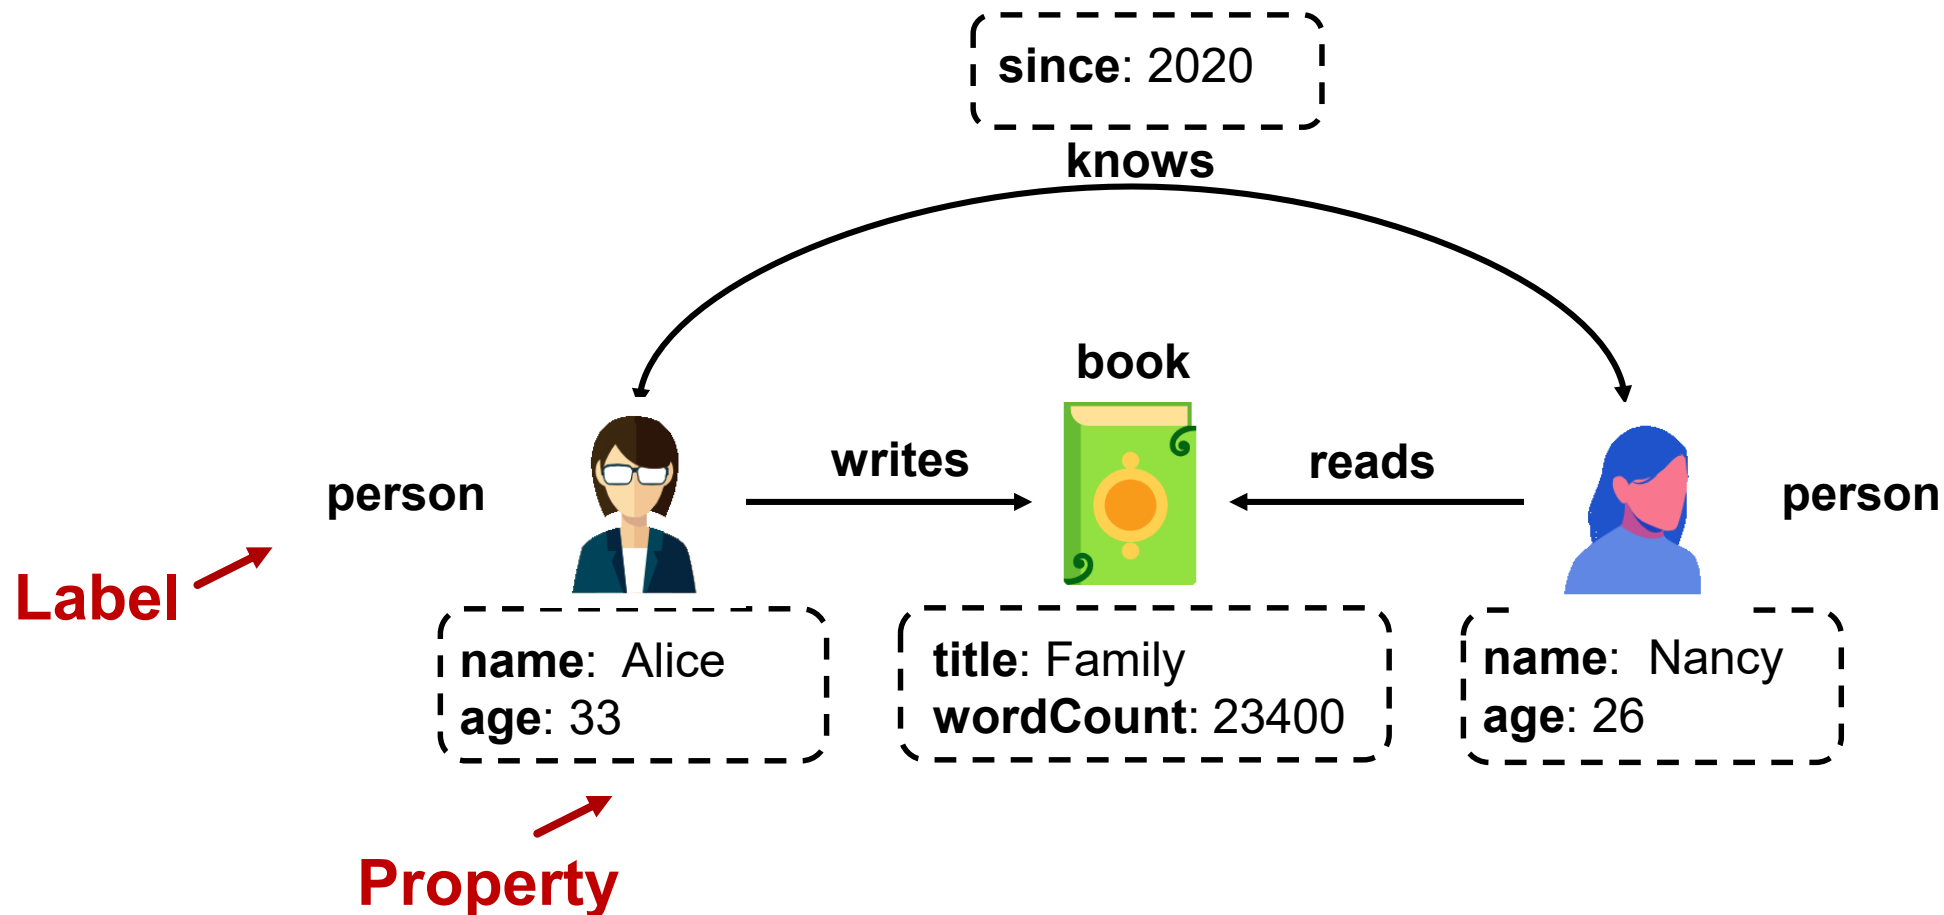 since: 2020
knows
book
writes
reads
person
person
Label
name: Alice
age: 33
title: Family
wordCount: 23400
name: Nancy
age: 26
Property